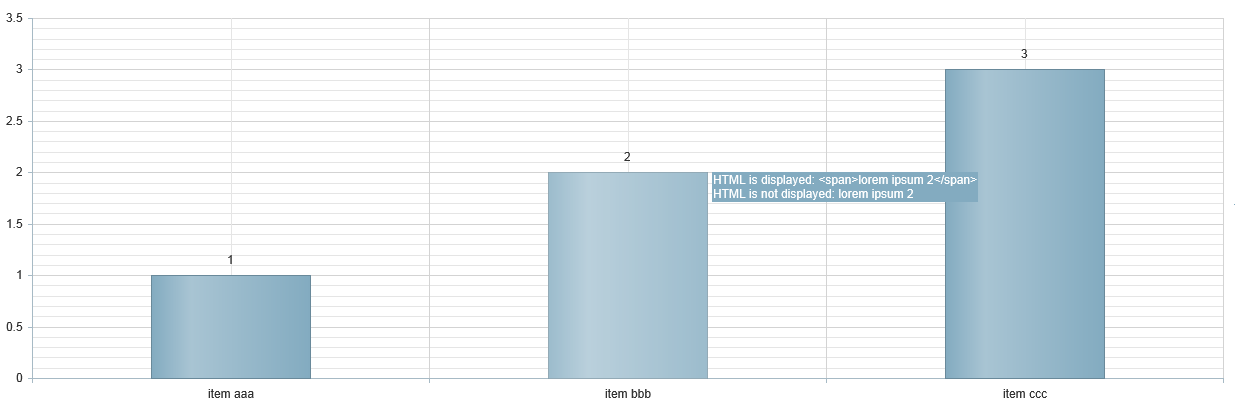 3.5
3
3
2.5
2
2
HTML is displayed: <span>lorem ipsum 2</span>
HTML is not displayed: lorem ipsum 2
1.5
1
1
0.5
0
item aaa
item bbb
item ccc